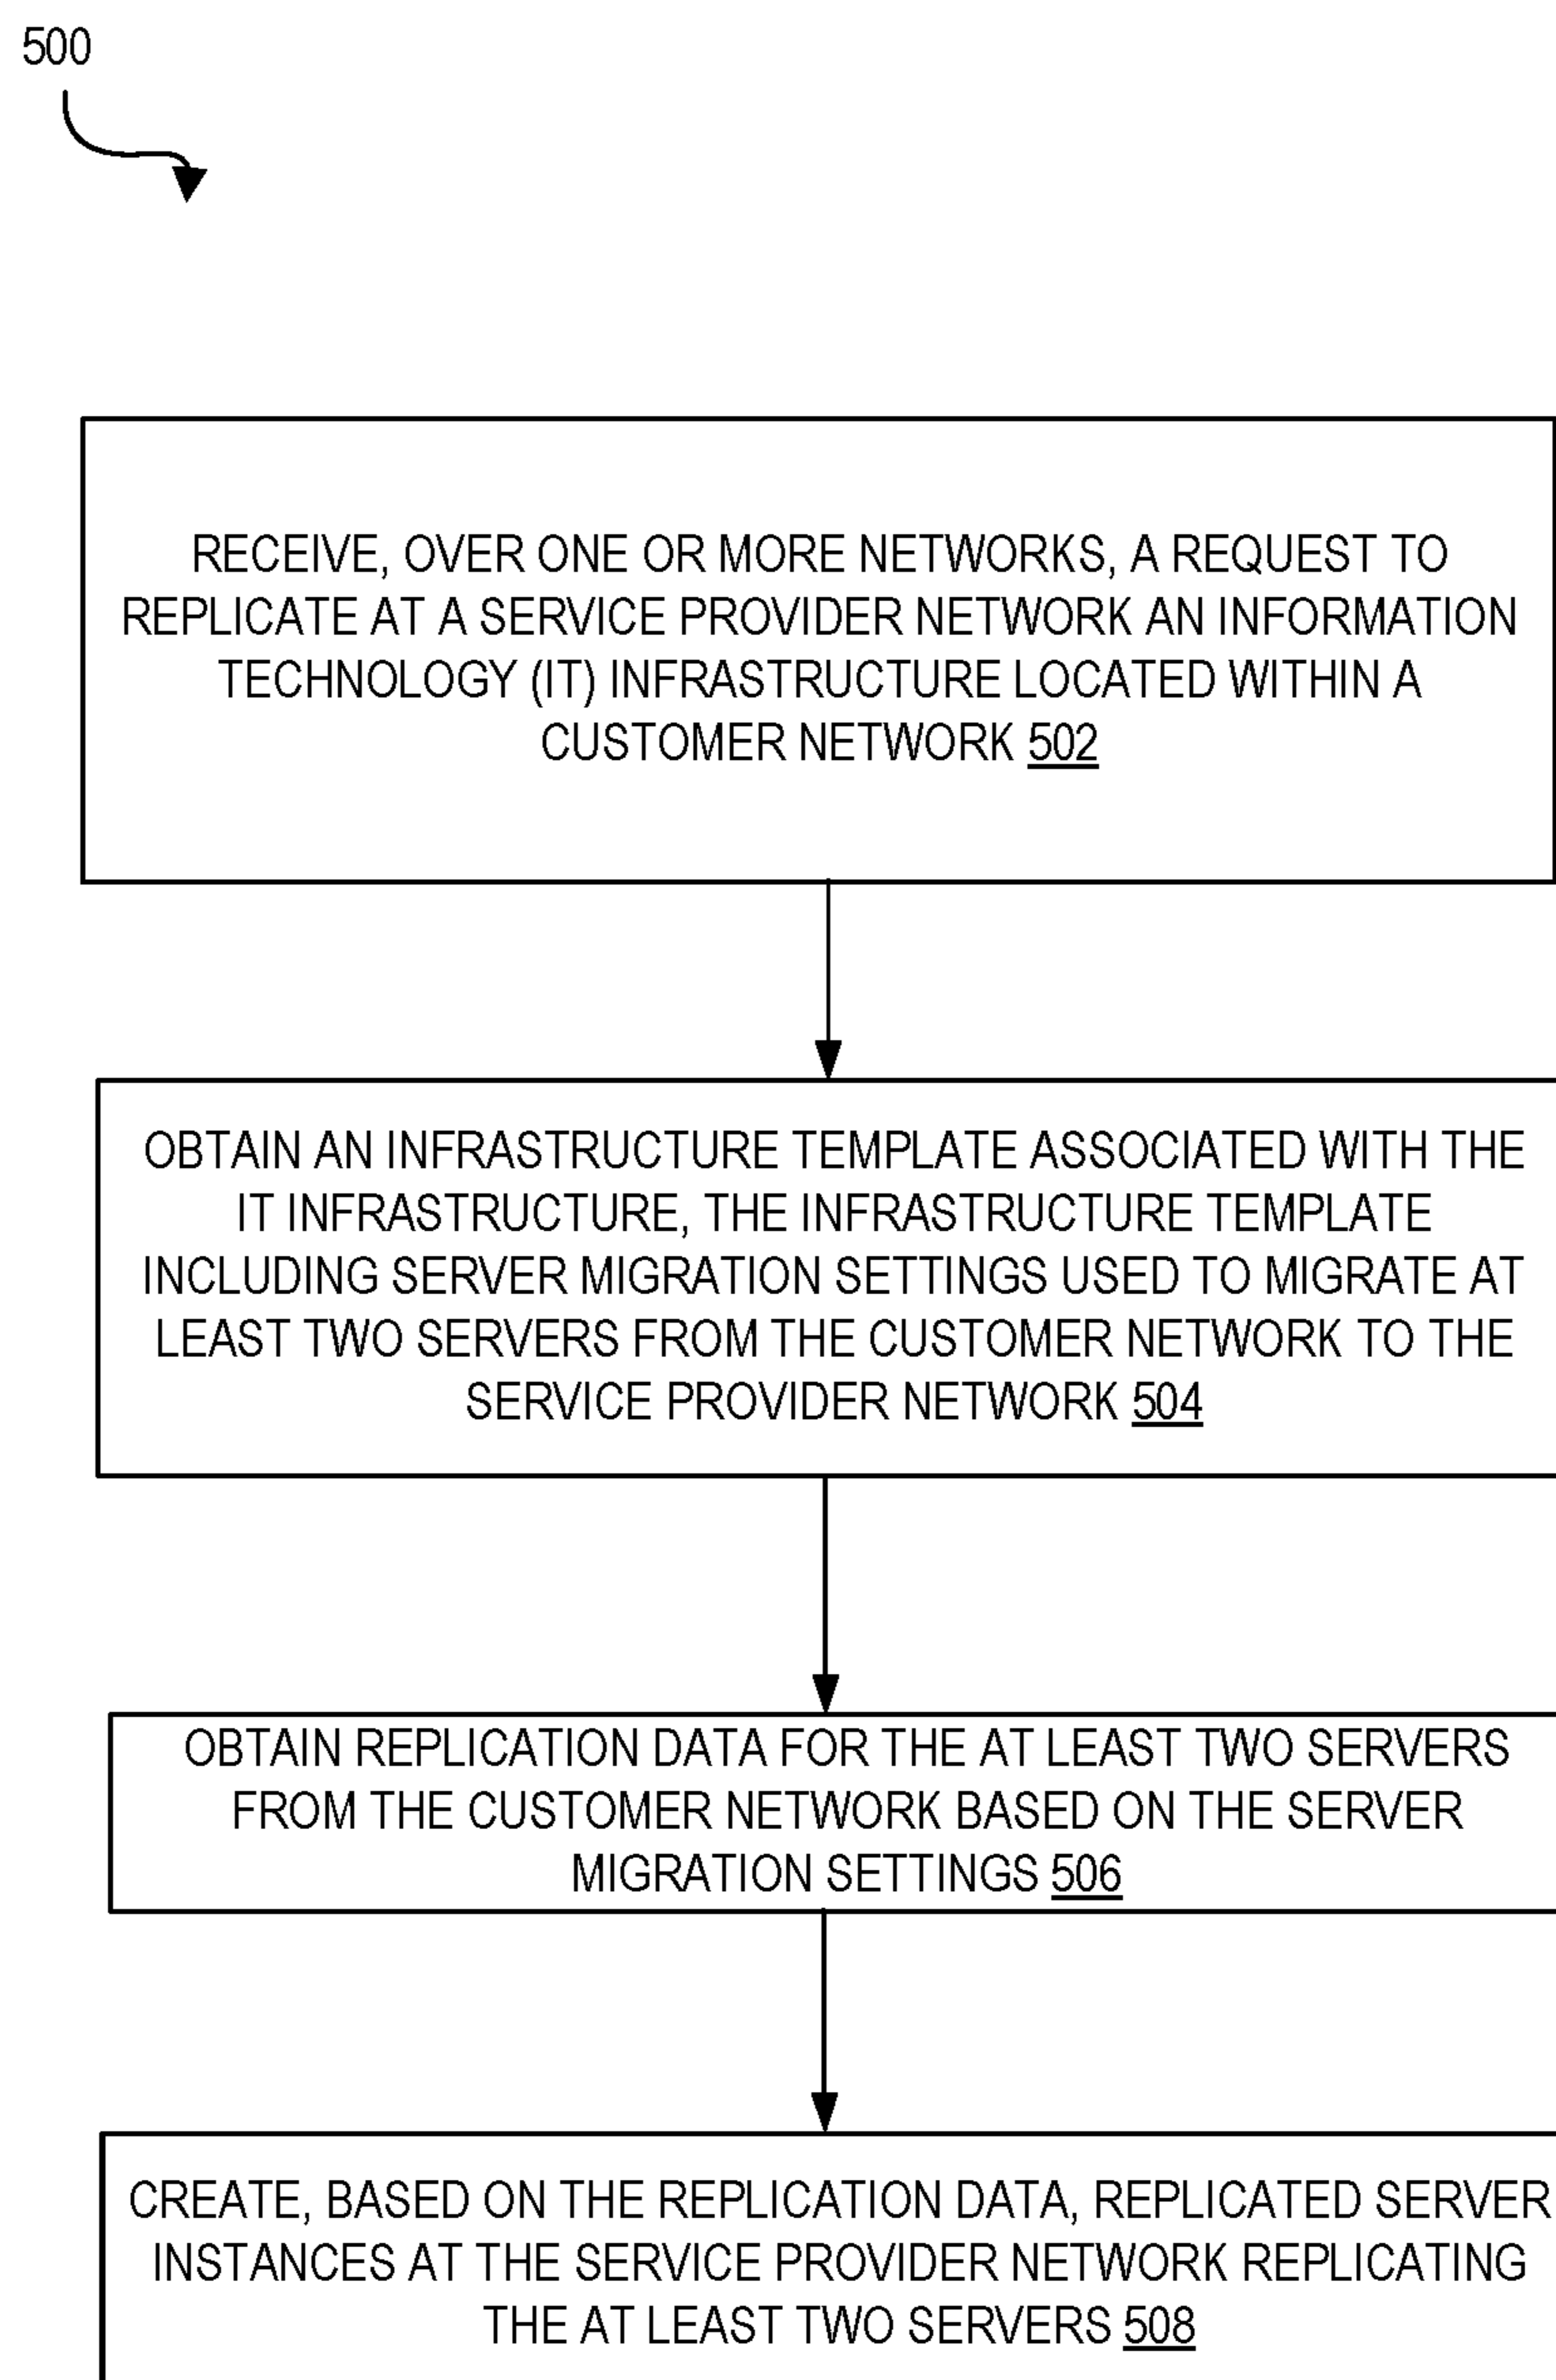 500
RECEIVE, OVER ONE OR MORE NETWORKS, A REQUEST TO
REPLICATE AT A SERVICE PROVIDER NETWORK AN INFORMATION
TECHNOLOGY (IT) INFRASTRUCTURE LOCATED WITHIN A
CUSTOMER NETWORK 502
OBTAIN AN INFRASTRUCTURE TEMPLATE ASSOCIATED WITH THE
IT INFRASTRUCTURE, THE INFRASTRUCTURE TEMPLATE
INCLUDING SERVER MIGRATION SETTINGS USED TO MIGRATE AT
LEAST TWO SERVERS FROM THE CUSTOMER NETWORK TO THE
SERVICE PROVIDER NETWORK 504
OBTAIN REPLICATION DATA FOR THE AT LEAST TWO SERVERS
FROM THE CUSTOMER NETWORK BASED ON THE SERVER
MIGRATION SETTINGS 506
CREATE, BASED ON THE REPLICATION DATA, REPLICATED SERVER
INSTANCES AT THE SERVICE PROVIDER NETWORK REPLICATING
THE AT LEAST TWO SERVERS 508